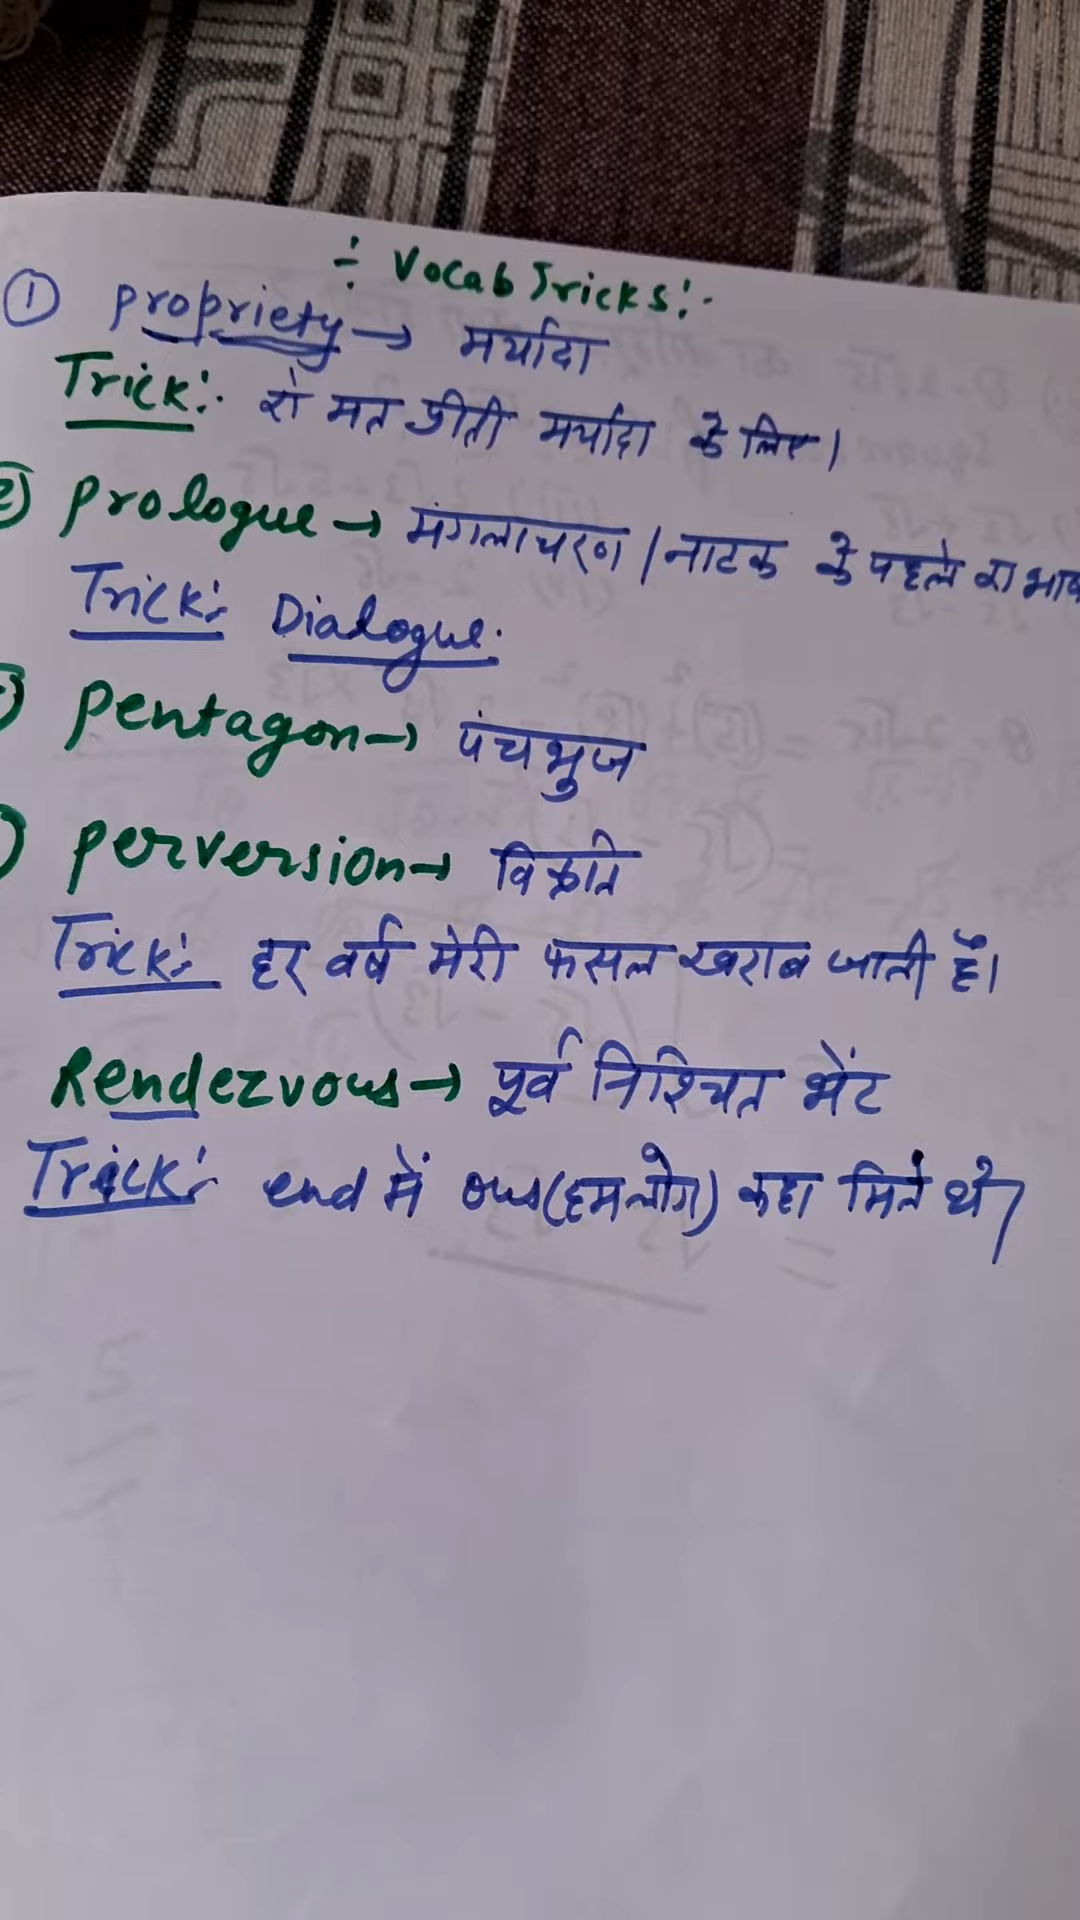 ÷ Vocab Tricks:-
① Propriety → मर्यादा
Trick:- रो मत प्रीती मर्यादा के लिए।
② Prologue → मंगलाचरण / नाटक के पहले का भाष
Trick:- Dialogue.
Pentagon → पंचभुज
Perversion → विकृति
Trick:- हर वर्ष मेरी फसल खराब जाती है।
Rendezvous → पूर्व निश्चित भेंट
Trick:- end में ous (हमलोग) कहा मिले थे